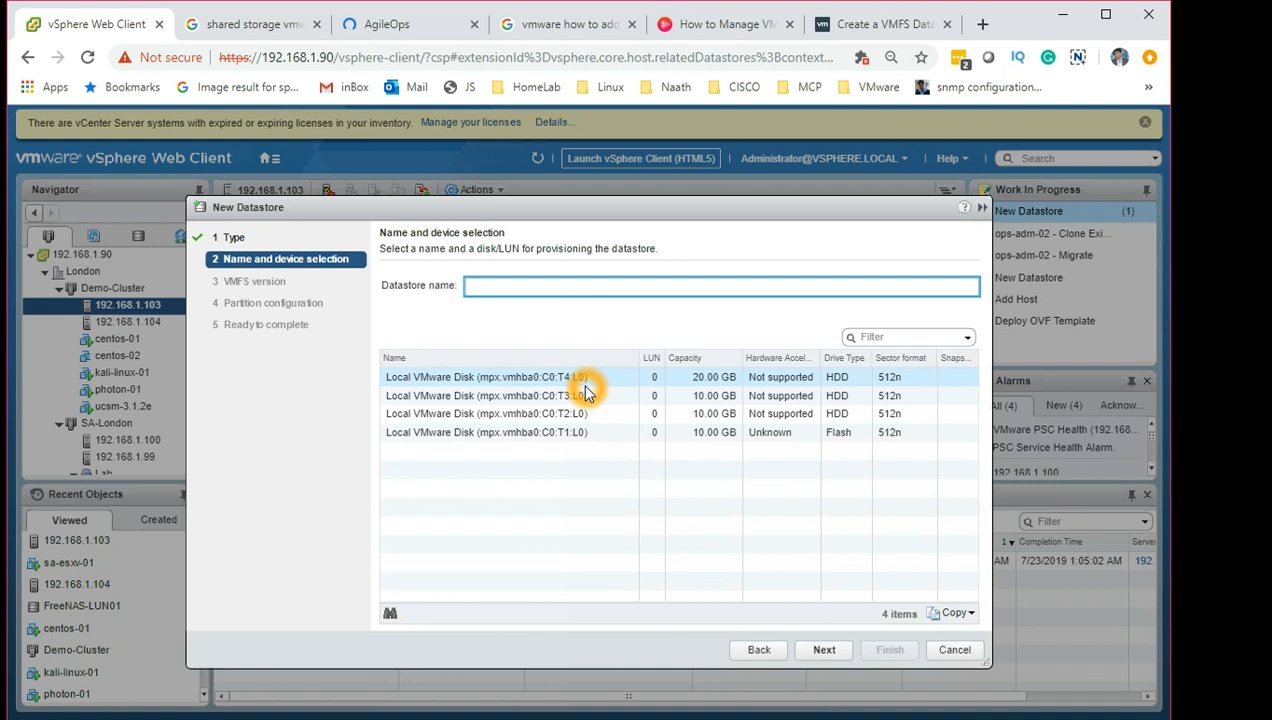 vSphere Web Client
shared storage vmw
AgileOps
vmware how to add
How to Manage VM
Create a VMFS Dat
Not secure
https://192.168.1.90/vsphere-client/?csp#extensionId%3Dvsphere.core.host.relatedDatastores%3Bcontext...
2
IQ
Apps
Bookmarks
Image result for sp...
inBox
Mail
JS
HomeLab
Linux
Naath
CISCO
MCP
VMware
snmp configuration...
»
There are vCenter Server systems with expired or expiring licenses in your inventory.
Manage your licenses
Details...
vmware® vSphere Web Client
Launch vSphere Client (HTML5)
Administrator@VSPHERE.LOCAL
Help
Search
Navigator
192.168.1.90
London
Demo-Cluster
192.168.1.103
192.168.1.104
centos-01
centos-02
kali-linux-01
photon-01
ucsm-3.1.2e
SA-London
192.168.1.100
192.168.1.99
Lab
Recent Objects
Viewed
Created
192.168.1.103
sa-esxv-01
192.168.1.104
FreeNAS-LUN01
centos-01
Demo-Cluster
kali-linux-01
photon-01
192.168.1.103
Actions
New Datastore
1 Type
2 Name and device selection
3 VMFS version
4 Partition configuration
5 Ready to complete
Name and device selection
Select a name and a disk/LUN for provisioning the datastore.
Datastore name:
Filter
Name LUN Capacity Hardware Accel... Drive Type Sector format Snaps...
Local VMware Disk (mpx.vmhba0:C0:T4:L0) 0 20.00 GB Not supported HDD 512n
Local VMware Disk (mpx.vmhba0:C0:T3:L0) 0 10.00 GB Not supported HDD 512n
Local VMware Disk (mpx.vmhba0:C0:T2:L0) 0 10.00 GB Not supported HDD 512n
Local VMware Disk (mpx.vmhba0:C0:T1:L0) 0 10.00 GB Unknown Flash 512n
4 items
Copy
Back
Next
Finish
Cancel
Work In Progress
New Datastore (1)
ops-adm-02 - Clone Exi...
ops-adm-02 - Migrate
New Datastore
Add Host
Deploy OVF Template
Alarms
All (4)
New (4)
Acknow...
VMware PSC Health (192.168...
PSC Service Health Alarm.
192.168.1.100
Filter
1
Completion Time
Server
AM
7/23/2019 1:05:02 AM
192.